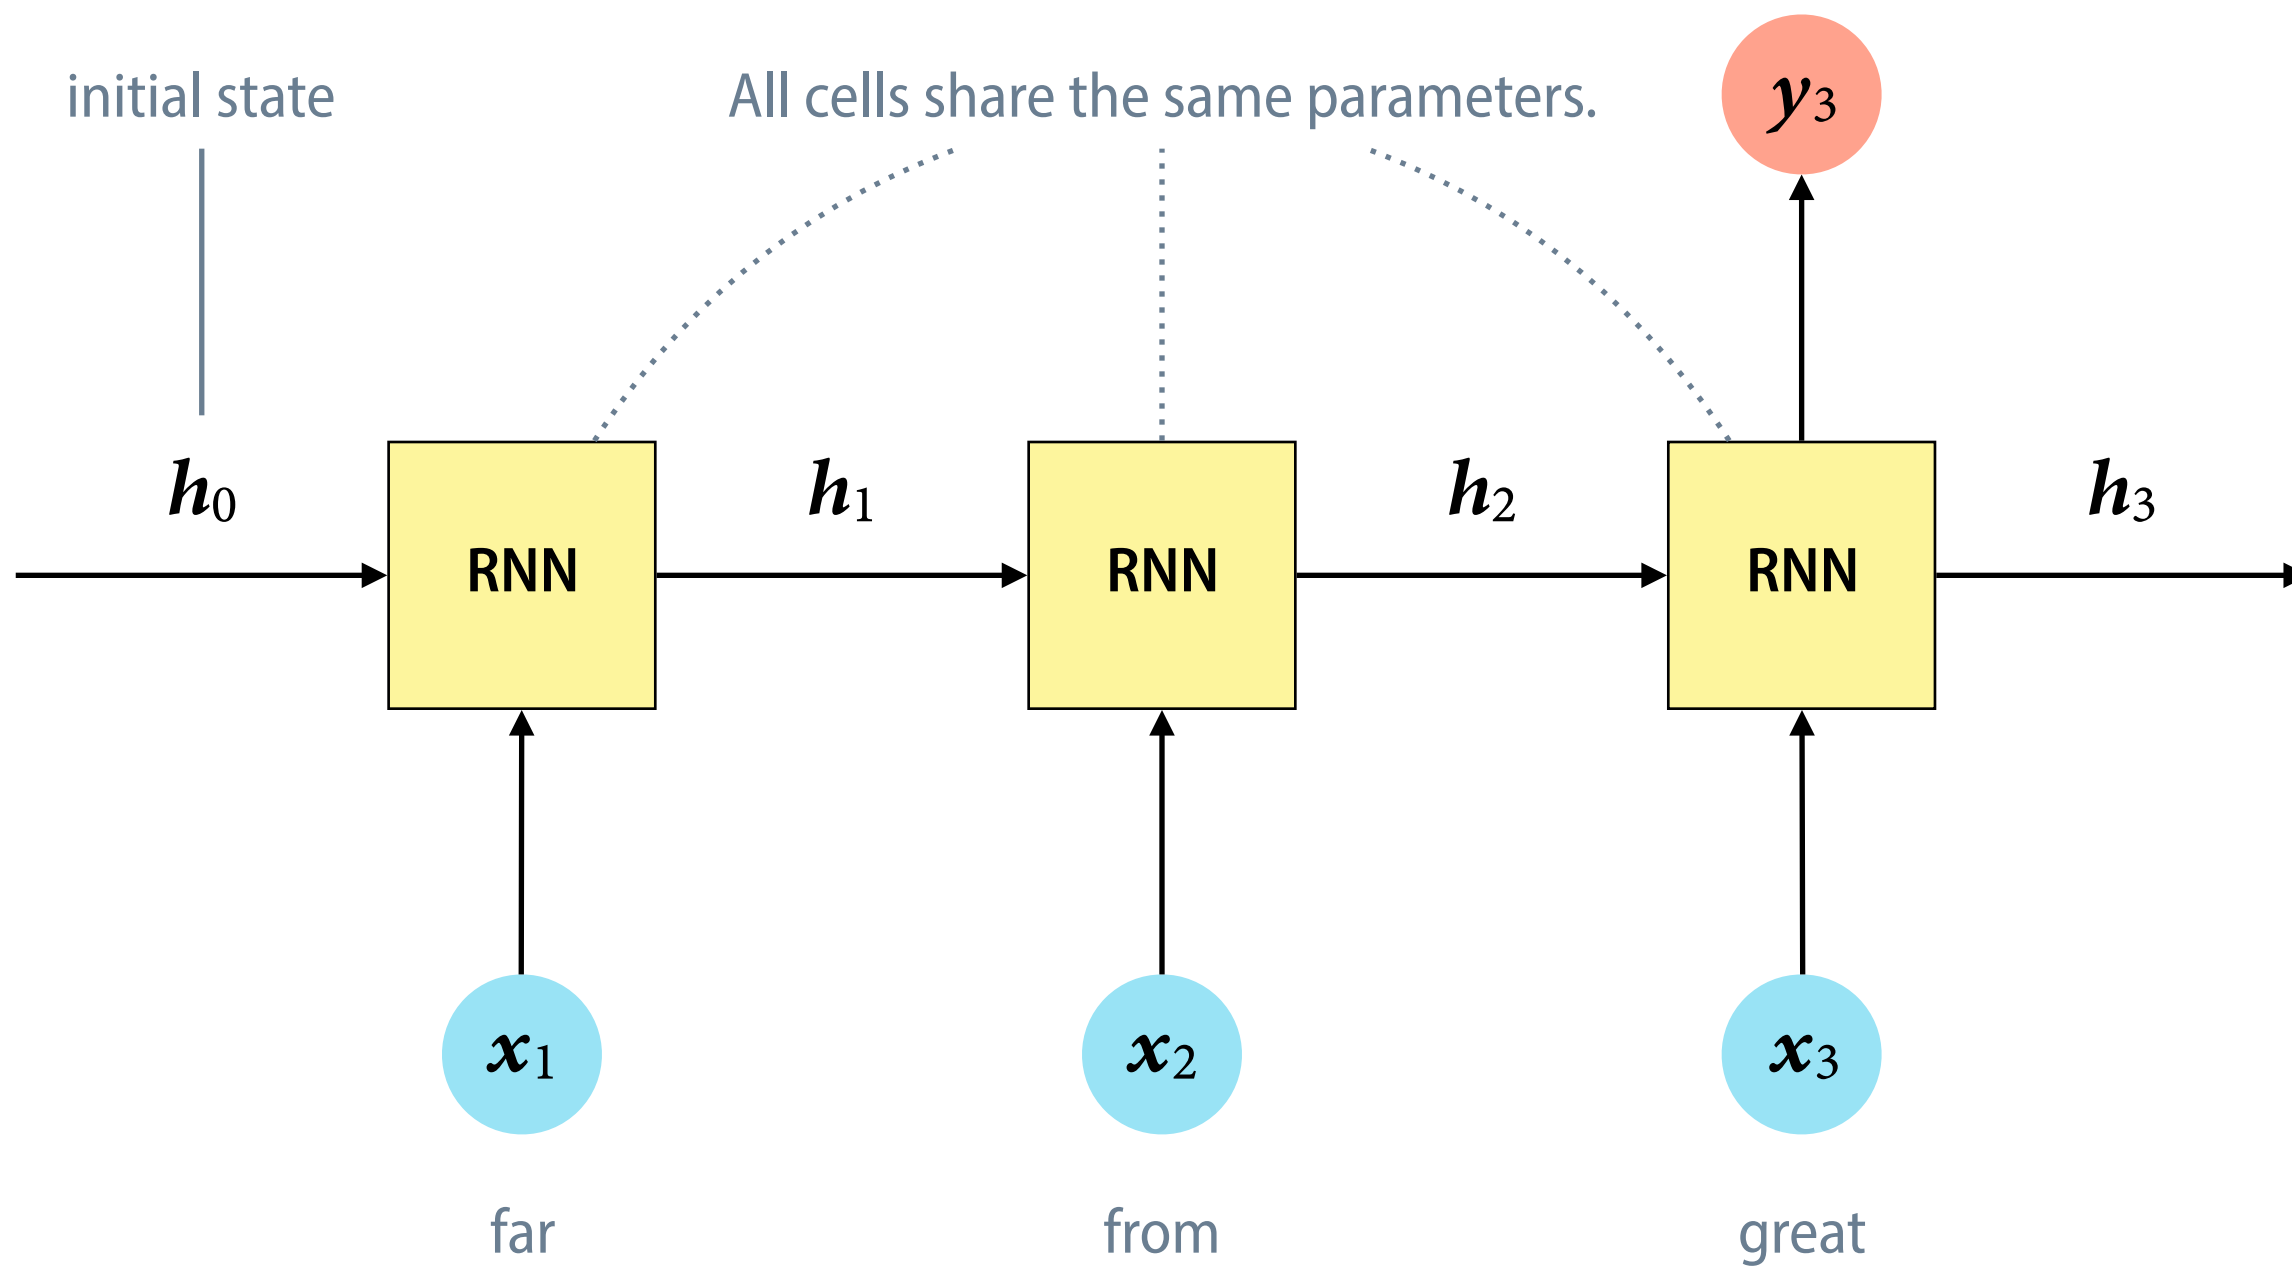 initial state
All cells share the same parameters.
y3
h0
h1
h2
h3
RNN
RNN
RNN
x1
x2
x3
far
from
great